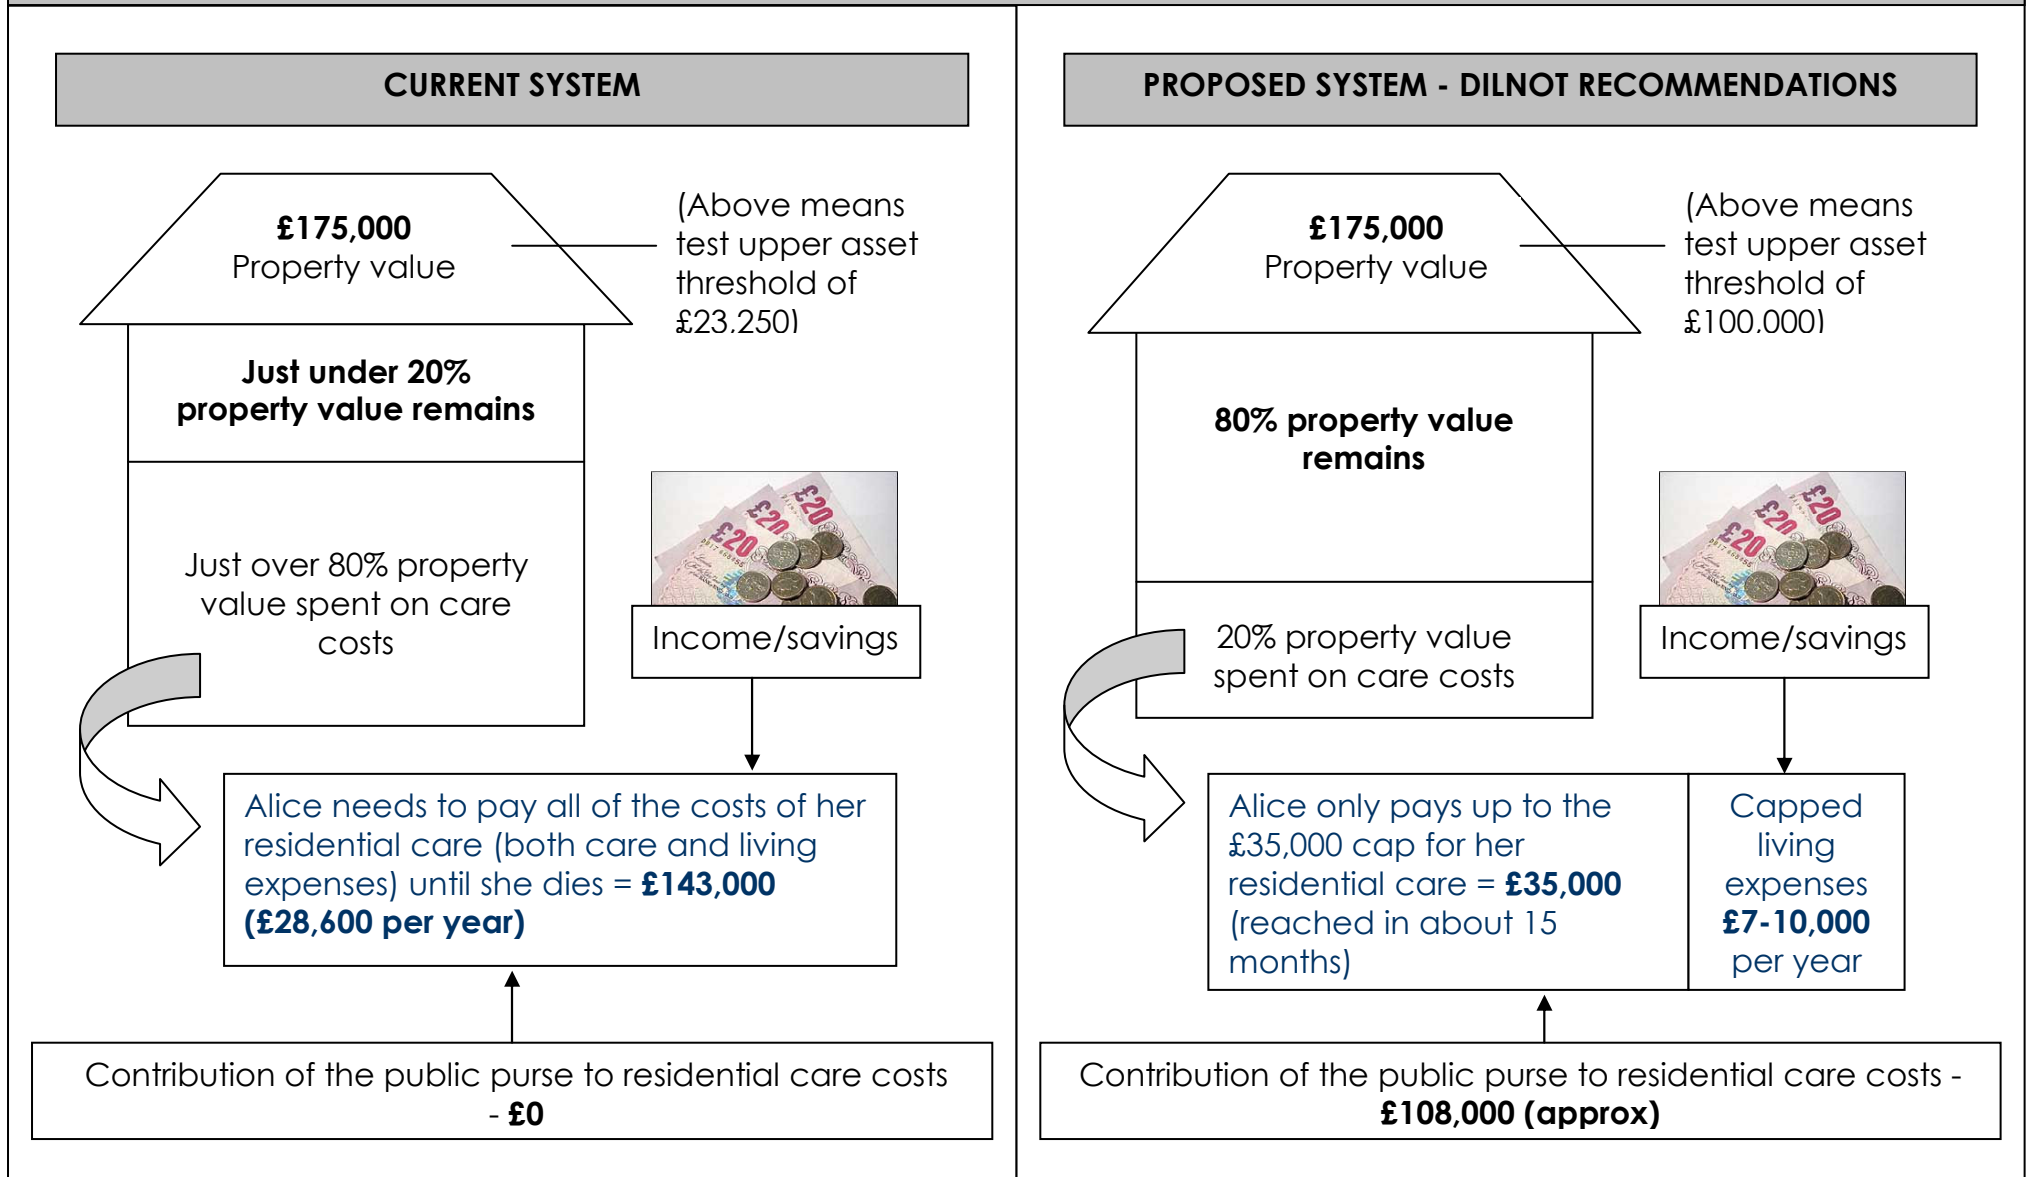 CURRENT SYSTEM
£175,000
Property value
(Above means
test upper asset
threshold of
£23,250)
Just under 20%
property value remains
Just over 80% property
value spent on care
costs
£20
£20
£20
Income/savings
Alice needs to pay all of the costs of her
residential care (both care and living
expenses) until she dies = £143,000
(£28,600 per year)
Contribution of the public purse to residential care costs
- £0
PROPOSED SYSTEM - DILNOT RECOMMENDATIONS
£175,000
Property value
(Above means
test upper asset
threshold of
£100,000)
80% property value
remains
20% property value
spent on care costs
£20
£20
£20
Income/savings
Alice only pays up to the
£35,000 cap for her
residential care = £35,000
(reached in about 15
months)
Capped
living
expenses
£7-10,000
per year
Contribution of the public purse to residential care costs -
£108,000 (approx)